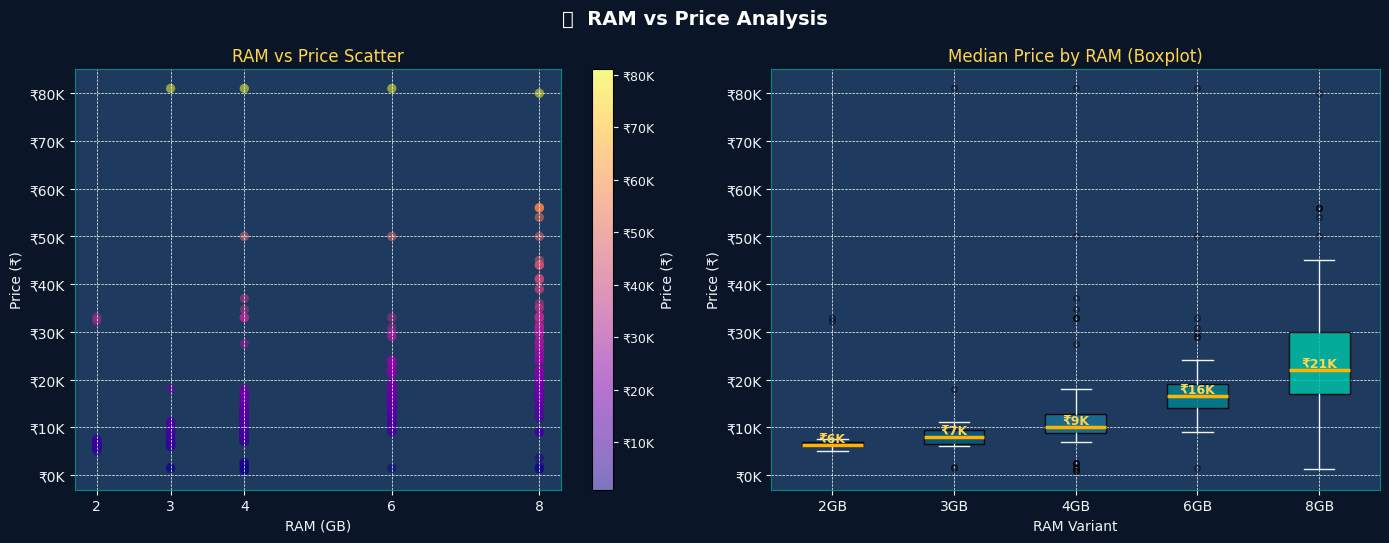 RAM vs Price Analysis
RAM vs Price Scatter
₹80K
₹70K
₹60K
₹50K
₹40K
₹30K
₹20K
₹10K
₹0K
Price (₹)
2
3
4
6
8
RAM (GB)
₹80K
₹70K
₹60K
₹50K
₹40K
₹30K
₹20K
₹10K
Price (₹)
Median Price by RAM (Boxplot)
₹80K
₹70K
₹60K
₹50K
₹40K
₹30K
₹20K
₹10K
₹0K
Price (₹)
₹6K
₹7K
₹9K
₹16K
₹21K
2GB
3GB
4GB
6GB
8GB
RAM Variant